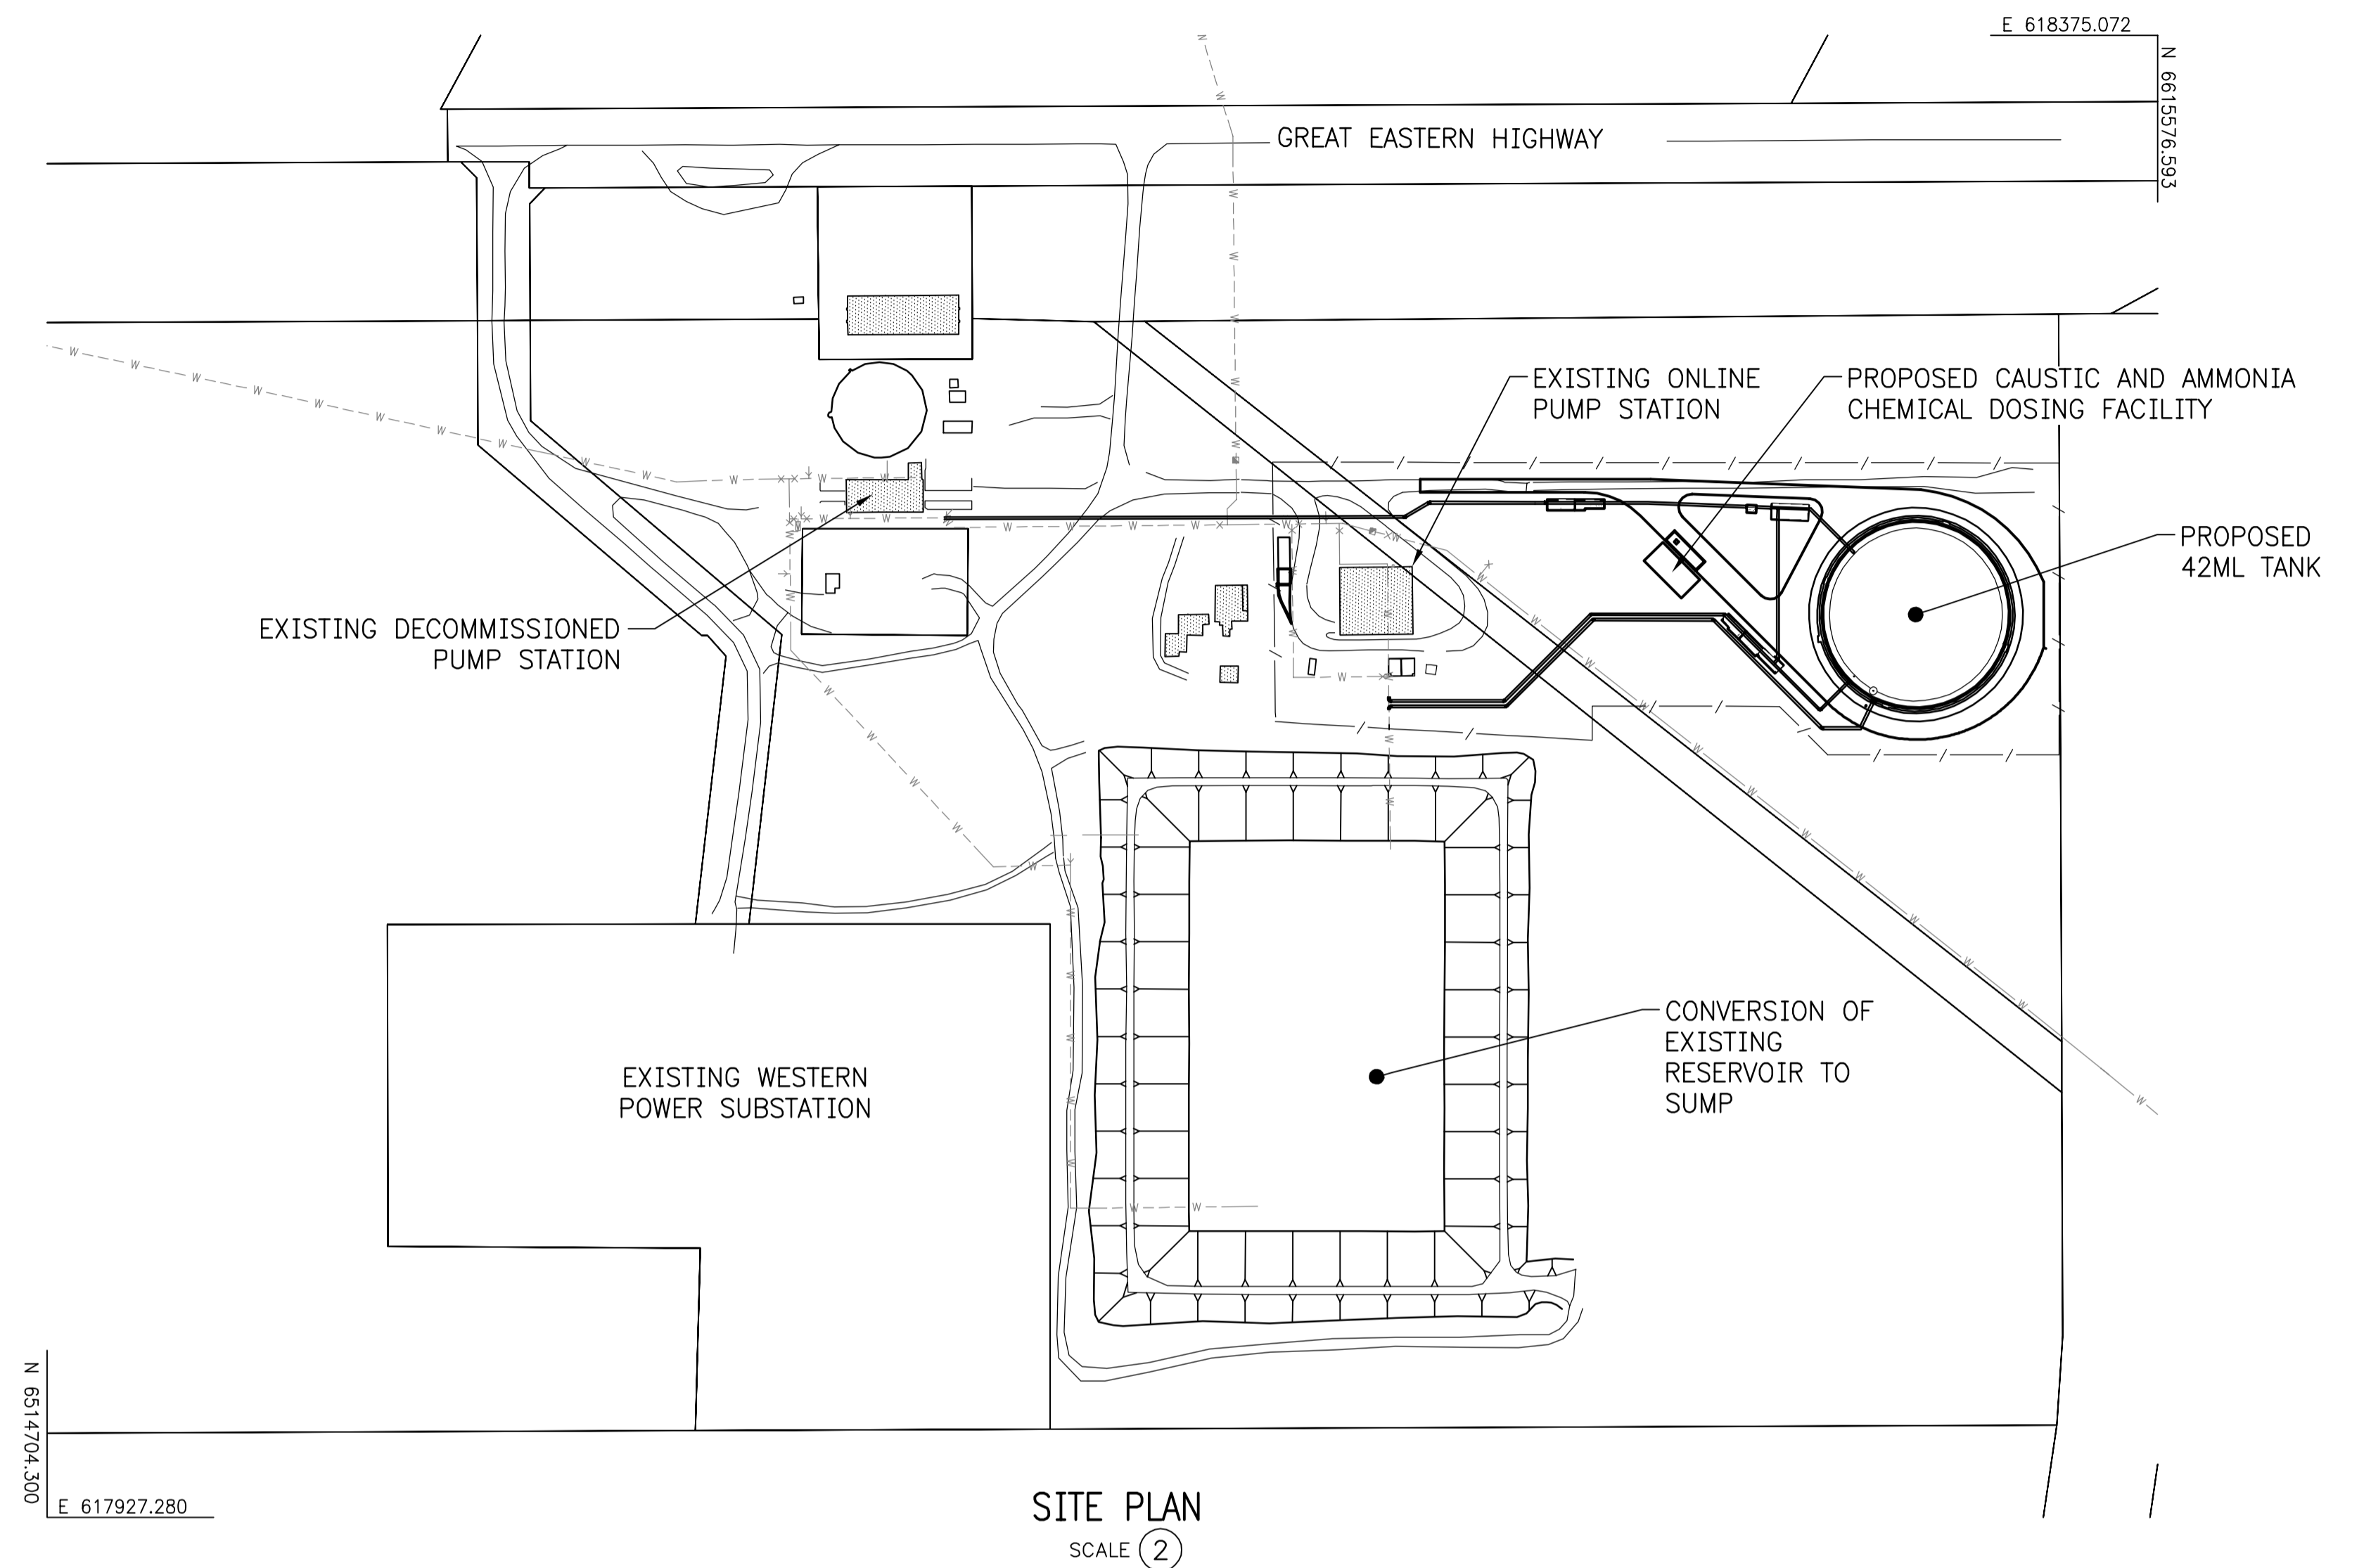 E 618375.072
N 6615576.593
GREAT EASTERN HIGHWAY
EXISTING ONLINE
PUMP STATION
PROPOSED CAUSTIC AND AMMONIA
CHEMICAL DOSING FACILITY
PROPOSED
42ML TANK
EXISTING DECOMMISSIONED
PUMP STATION
CONVERSION OF
EXISTING
RESERVOIR TO
SUMP
EXISTING WESTERN
POWER SUBSTATION
N 6514704.300
E 617927.280
SITE PLAN
SCALE 2